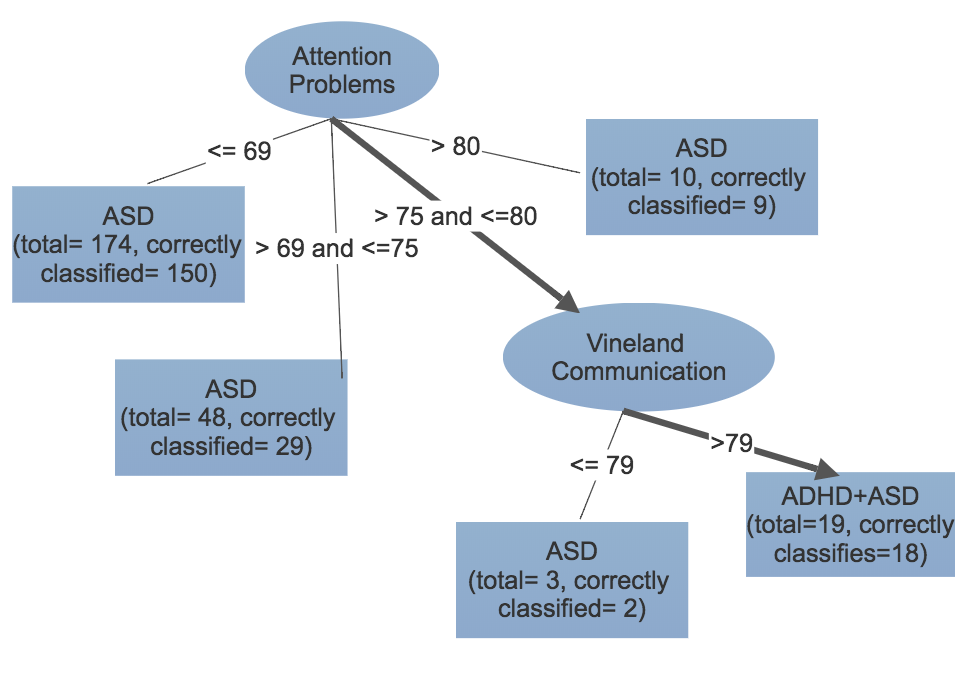 Attention
Problems
<= 69
> 80
ASD
(total= 10, correctly
classified= 9)
> 75 and <=80
ASD
(total= 174, correctly
classified= 150)
> 69 and <=75
Vineland
Communication
ASD
(total= 48, correctly
classified= 29)
<= 79
>79
ADHD+ASD
(total=19, correctly
classifies=18)
ASD
(total= 3, correctly
classified= 2)